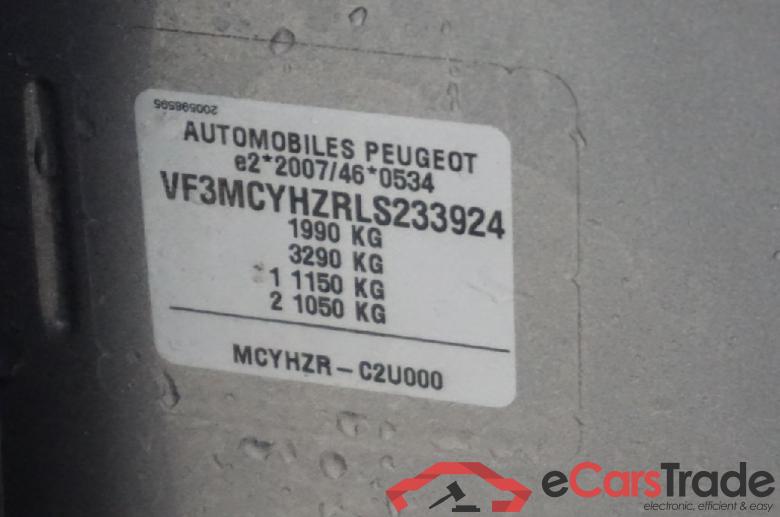 200598595
AUTOMOBILES PEUGEOT
e2*2007/46*0534
VF3MCYHZRLS233924
1990 KG
3290 KG
1 1150 KG
2 1050 KG
MCYHZR - C2U000
eCarsTrade
electronic, efficient & easy